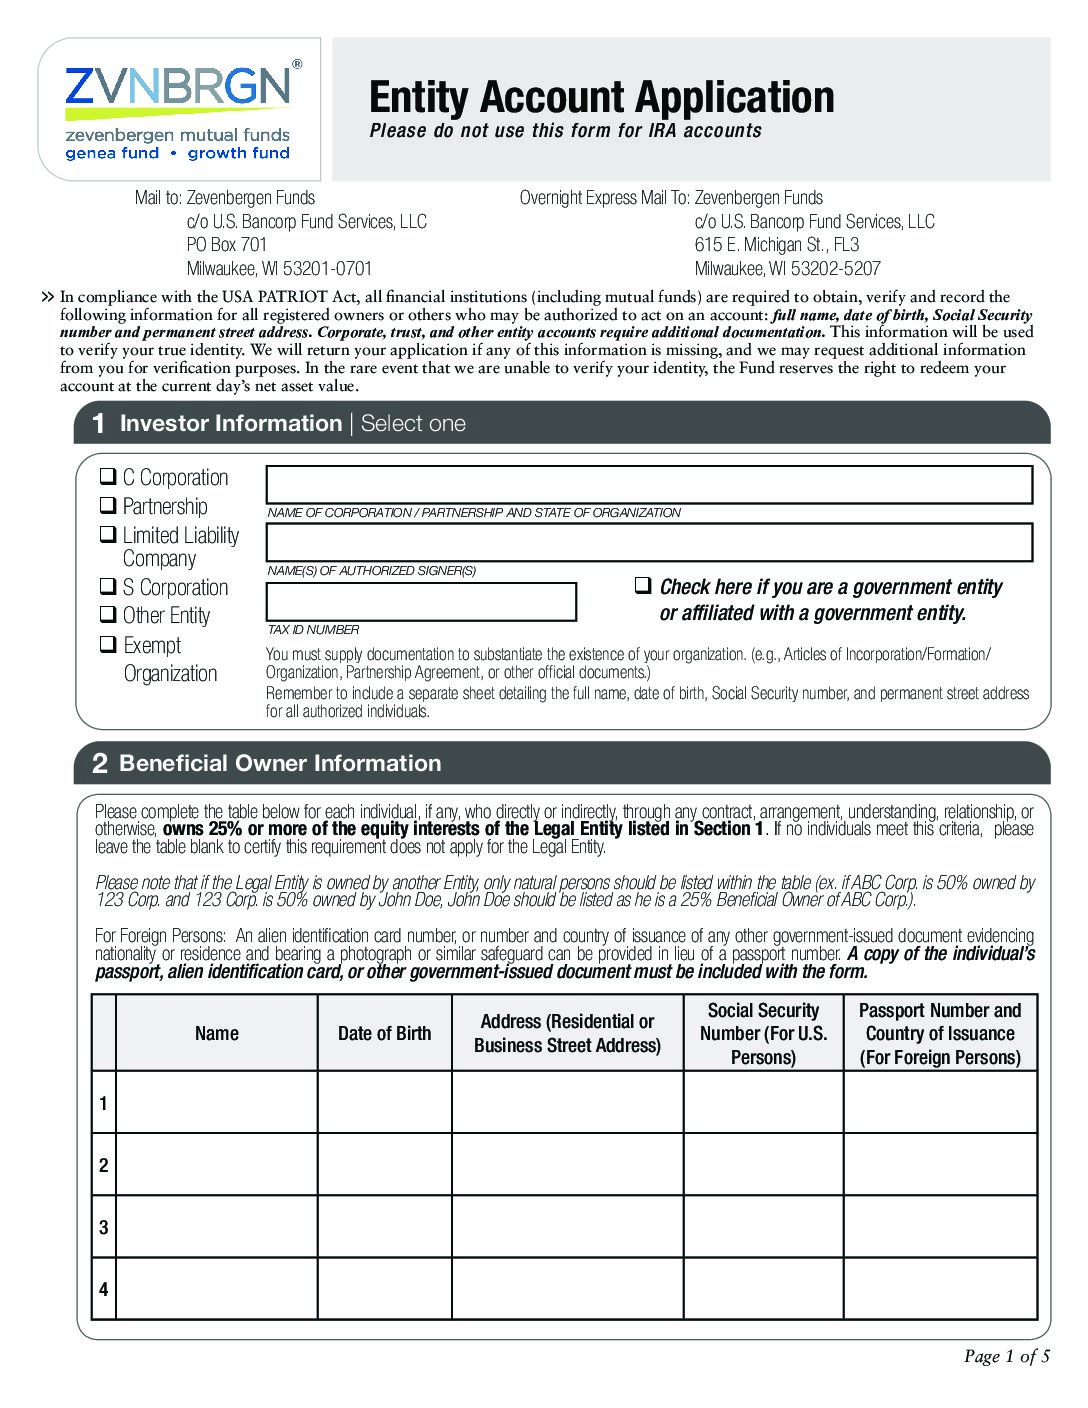 ZVNBRGN®
zevenbergen mutual funds
genea fund • growth fund
Entity Account Application
Please do not use this form for IRA accounts
Mail to: Zevenbergen Funds
c/o U.S. Bancorp Fund Services, LLC
PO Box 701
Milwaukee, WI 53201-0701
Overnight Express Mail To: Zevenbergen Funds
c/o U.S. Bancorp Fund Services, LLC
615 E. Michigan St., FL3
Milwaukee, WI 53202-5207
» In compliance with the USA PATRIOT Act, all financial institutions (including mutual funds) are required to obtain, verify and record the
following information for all registered owners or others who may be authorized to act on an account: full name, date of birth, Social Security
number and permanent street address. Corporate, trust, and other entity accounts require additional documentation. This information will be used
to verify your true identity. We will return your application if any of this information is missing, and we may request additional information
from you for verification purposes. In the rare event that we are unable to verify your identity, the Fund reserves the right to redeem your
account at the current day's net asset value.
1 Investor Information | Select one
❑ C Corporation
❑ Partnership
❑ Limited Liability
Company
❑ S Corporation
❑ Other Entity
❑ Exempt
Organization
NAME OF CORPORATION / PARTNERSHIP AND STATE OF ORGANIZATION
NAME(S) OF AUTHORIZED SIGNER(S)
TAX ID NUMBER
❑ Check here if you are a government entity
or affiliated with a government entity.
You must supply documentation to substantiate the existence of your organization. (e.g., Articles of Incorporation/Formation/
Organization, Partnership Agreement, or other official documents.)
Remember to include a separate sheet detailing the full name, date of birth, Social Security number, and permanent street address
for all authorized individuals.
2 Beneficial Owner Information
Please complete the table below for each individual, if any, who directly or indirectly, through any contract, arrangement, understanding, relationship, or
otherwise, owns 25% or more of the equity interests of the Legal Entity listed in Section 1. If no individuals meet this criteria, please
leave the table blank to certify this requirement does not apply for the Legal Entity.
Please note that if the Legal Entity is owned by another Entity, only natural persons should be listed within the table (ex. if ABC Corp. is 50% owned by
123 Corp. and 123 Corp. is 50% owned by John Doe, John Doe should be listed as he is a 25% Beneficial Owner of ABC Corp.).
For Foreign Persons: An alien identification card number, or number and country of issuance of any other government-issued document evidencing
nationality or residence and bearing a photograph or similar safeguard can be provided in lieu of a passport number. A copy of the individual's
passport, alien identification card, or other government-issued document must be included with the form.
Name
Date of Birth
Address (Residential or
Business Street Address)
Social Security
Number (For U.S.
Persons)
Passport Number and
Country of Issuance
(For Foreign Persons)
1
2
3
4
Page 1 of 5